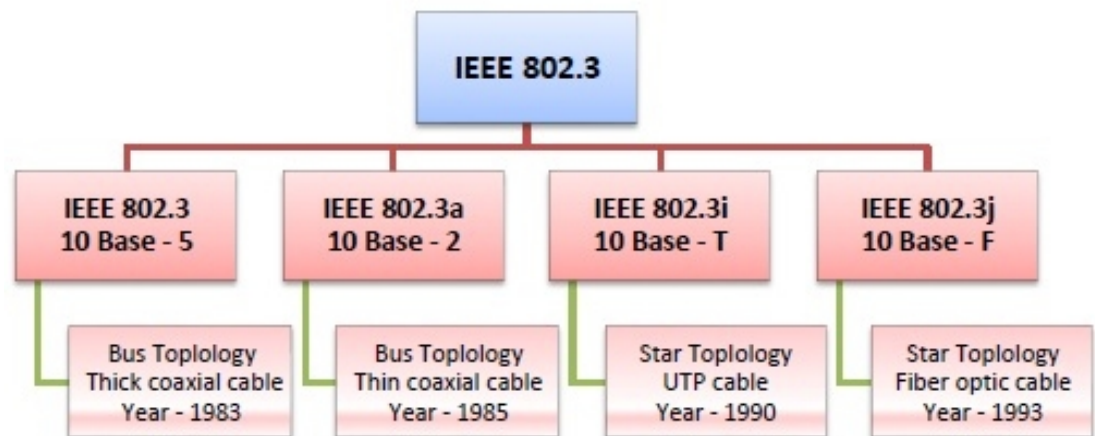 IEEE 802.3
IEEE 802.3
10 Base - 5
IEEE 802.3a
10 Base - 2
IEEE 802.3i
10 Base - T
IEEE 802.3j
10 Base - F
Bus Toplology
Thick coaxial cable
Year - 1983
Bus Toplology
Thin coaxial cable
Year - 1985
Star Toplology
UTP cable
Year - 1990
Star Toplology
Fiber optic cable
Year - 1993